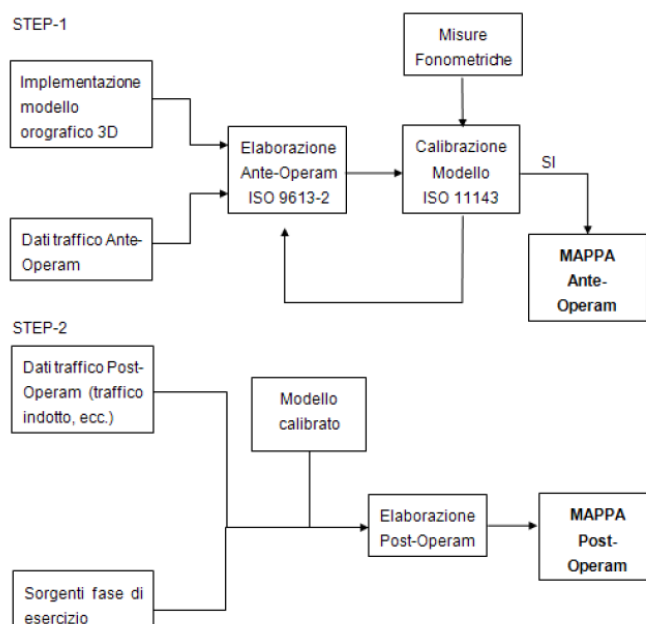 STEP-1
Misure
Fonometriche
Implementazione
modello
orografico 3D
Elaborazione
Ante-Operam
ISO 9613-2
Calibrazione
Modello
ISO 11143
SI
Dati traffico Ante-
Operam
MAPPA
Ante-
Operam
STEP-2
Dati traffico Post-
Operam (traffico
indotto, ecc.)
Modello
calibrato
Elaborazione
Post-Operam
MAPPA
Post-
Operam
Sorgenti fase di
esercizio